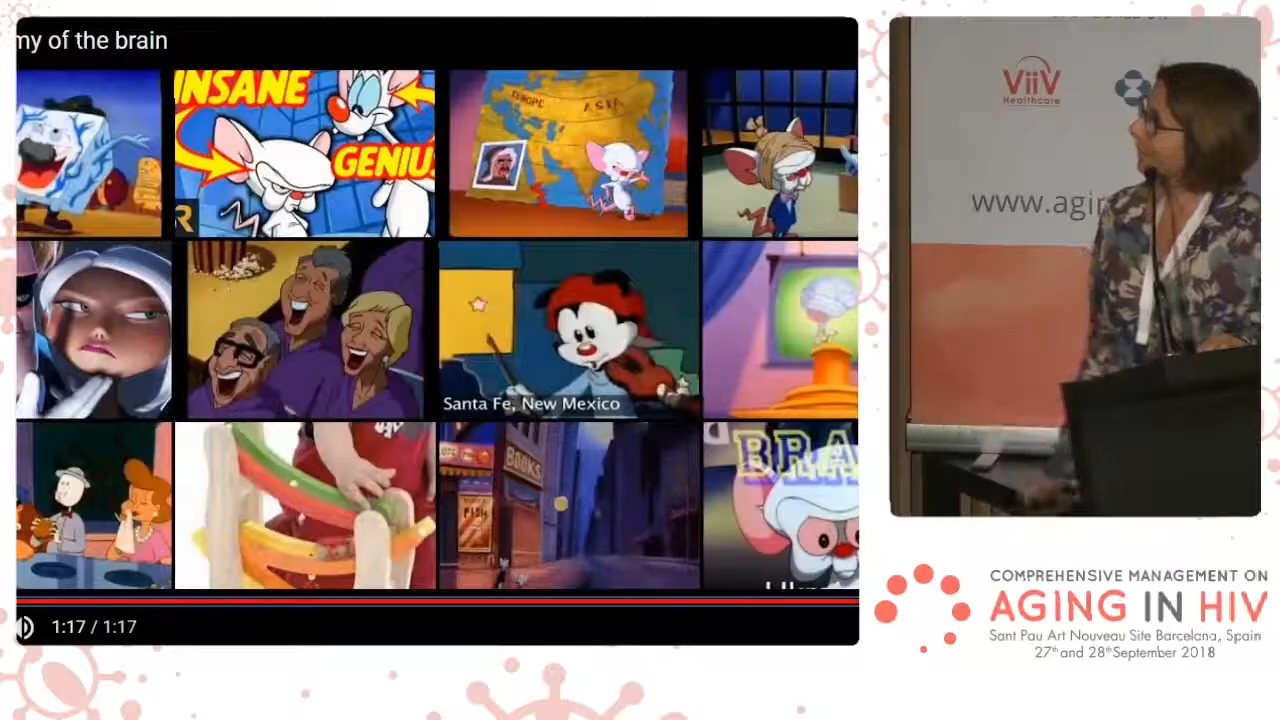 my of the brain
INSANE
GENIU
EUROPE
ASIA
R
Santa Fe, New Mexico
BOOKS
FISH
BRA
1:17 / 1:17
ViiV
Healthcare
www.agin
COMPREHENSIVE MANAGEMENT ON
AGING IN HIV
Sant Pau Art Nouveau Site Barcelona, Spain
27th and 28th September 2018